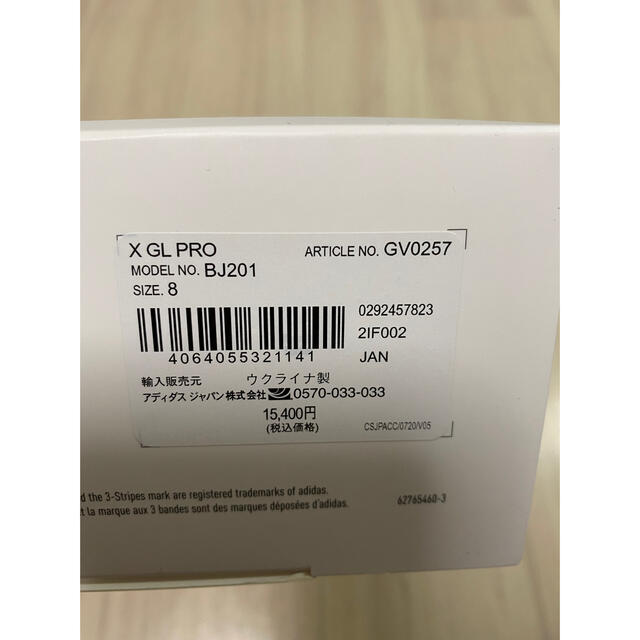 X GL PRO
ARTICLE NO. GV0257
MODEL NO. BJ201
SIZE. 8
0292457823
2IF002
4064055321141
JAN
輸入販売元
ウクライナ製
アディダス ジャパン株式会社 0570-033-033
15,400円
(税込価格)
CSJPACC/0720/V05
the 3-Stripes mark are registered trademarks of adidas.
la marque aux 3 bandes sont des marques déposées d'adidas.
62765460-3